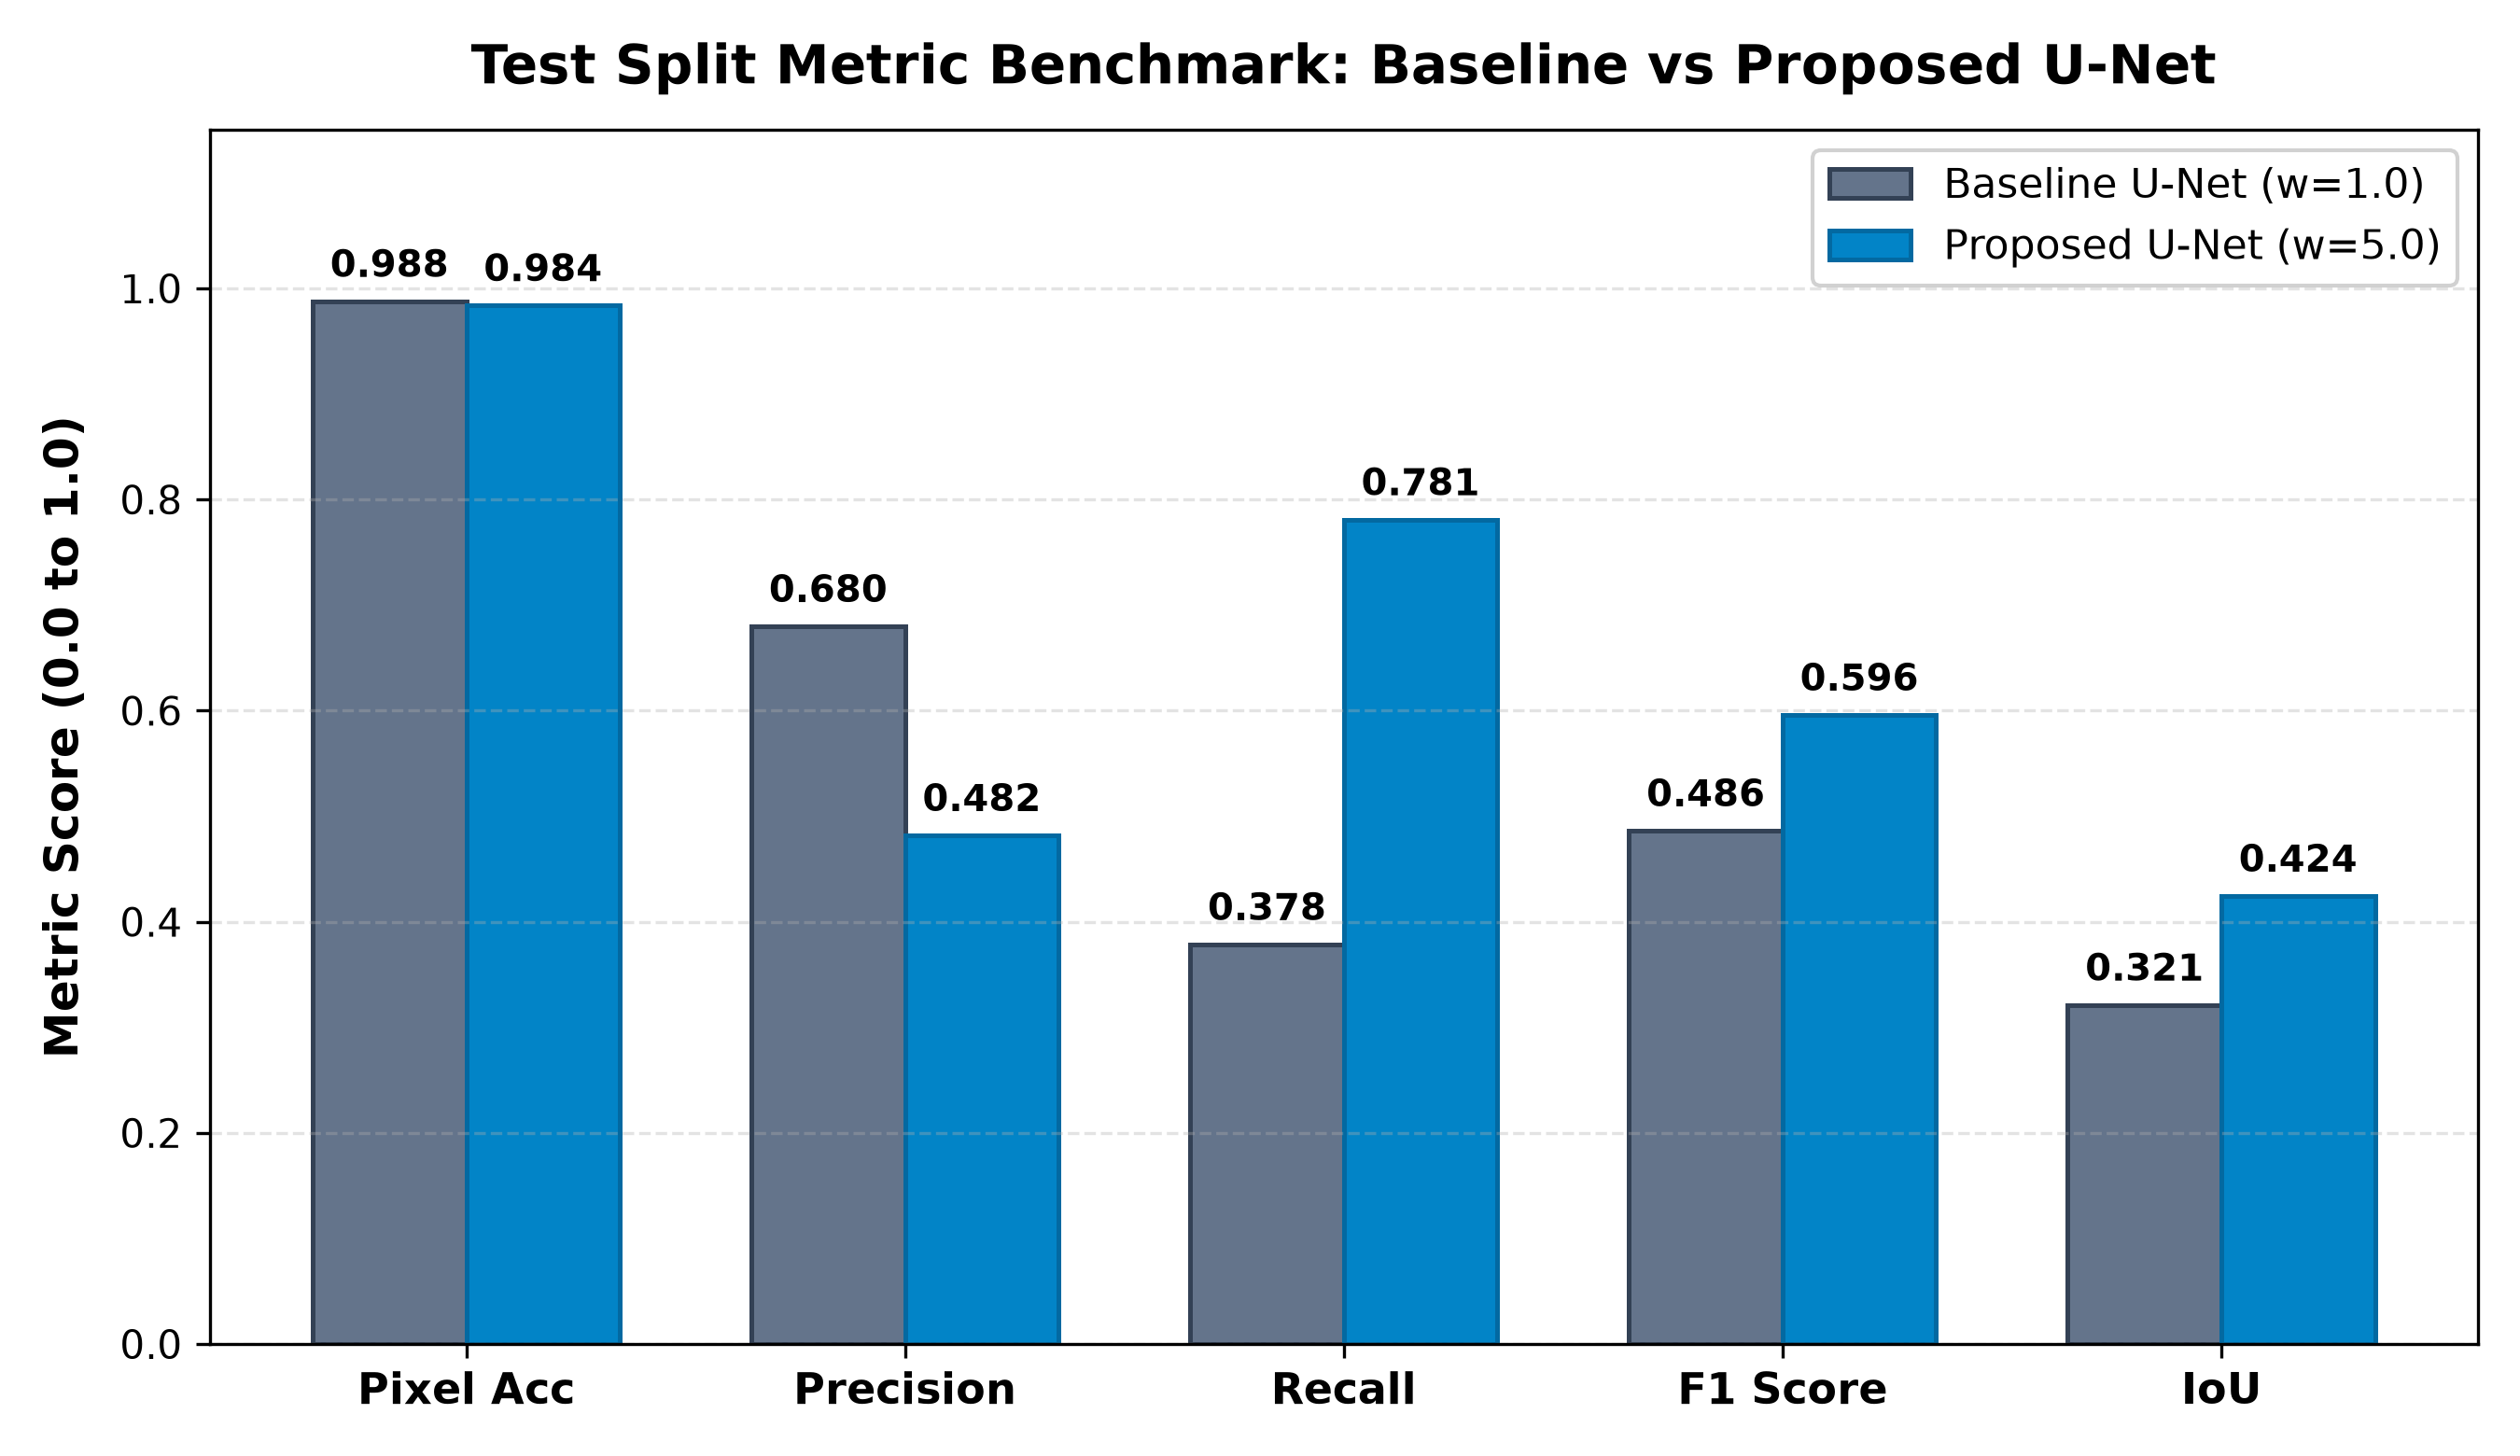 Test Split Metric Benchmark: Baseline vs Proposed U-Net
Baseline U-Net (w=1.0)
Proposed U-Net (w=5.0)
Metric Score (0.0 to 1.0)
1.0
0.8
0.6
0.4
0.2
0.0
0.988
0.984
0.680
0.482
0.378
0.781
0.486
0.596
0.321
0.424
Pixel Acc
Precision
Recall
F1 Score
IoU